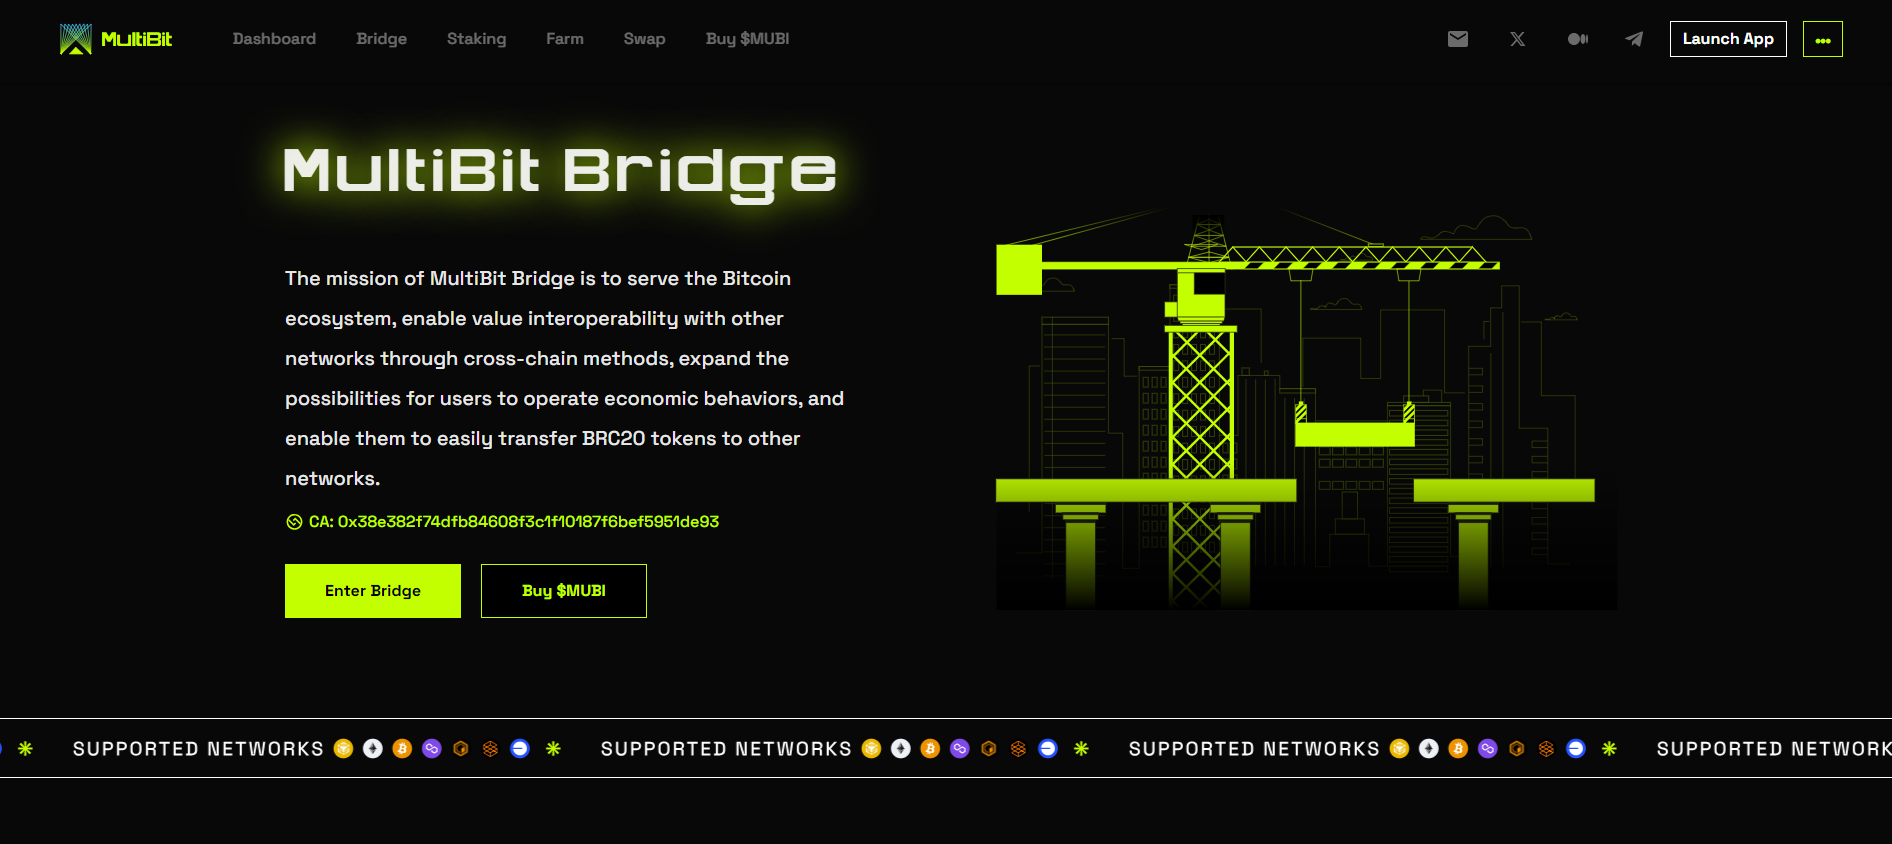 MultiBit Dashboard Bridge Staking Farm Swap Buy $MUBI Launch App ...
MultiBit Bridge
The mission of MultiBit Bridge is to serve the Bitcoin
ecosystem, enable value interoperability with other
networks through cross-chain methods, expand the
possibilities for users to operate economic behaviors, and
enable them to easily transfer BRC20 tokens to other
networks.
CA: 0x38e382f74dfb84608f3c1f10187f6bef5951de93
Enter Bridge Buy $MUBI
SUPPORTED NETWORKS SUPPORTED NETWORKS SUPPORTED NETWORKS SUPPORTED NETWORK